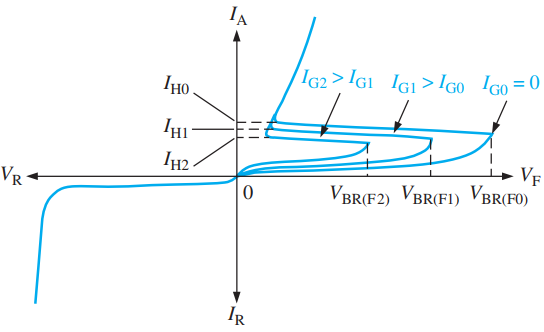 I_A
I_G2 > I_G1 I_G1 > I_G0 I_G0 = 0
I_H0
I_H1
I_H2
V_R 0 V_F
V_BR(F2) V_BR(F1) V_BR(F0)
I_R